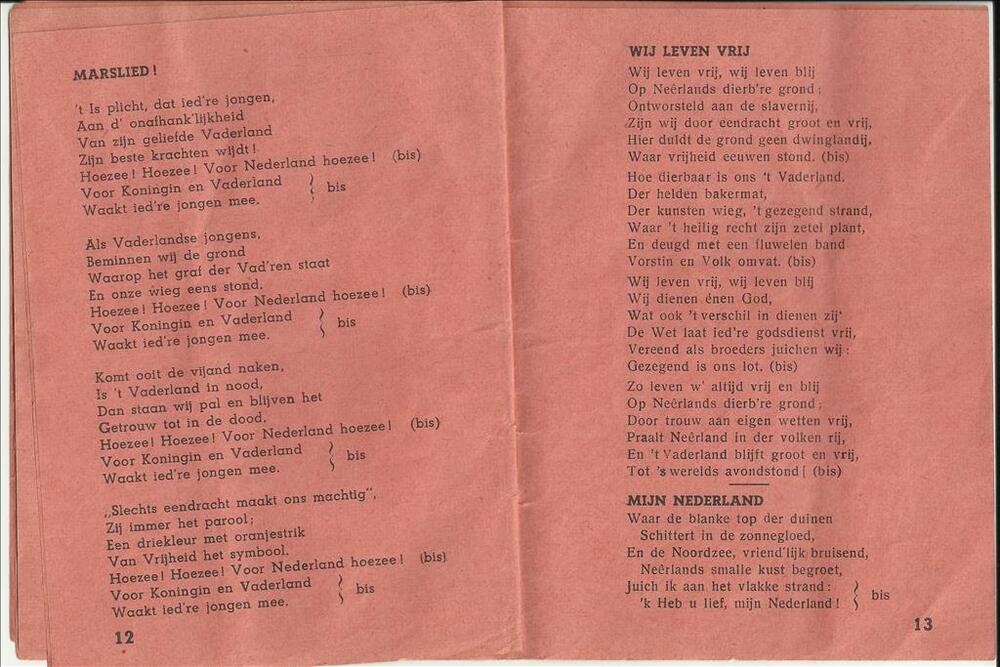 MARSLIED!
't Is plicht, dat ied're jongen,
Aan d' onafhank'lijkheid
Van zijn geliefde Vaderland
Zijn beste krachten wijdt!
Hoezee! Hoezee! Voor Nederland hoezee! (bis)
Voor Koningin en Vaderland
Waakt ied're jongen mee.
bis
Als Vaderlandse jongens,
Beminnen wij de grond
Waarop het graf der Vad'ren staat
En onze wieg eens stond.
Hoezee! Hoezee! Voor Nederland hoezee! (bis)
Voor Koningin en Vaderland
Waakt ied're jongen mee.
bis
Komt ooit de vijand naken,
Is 't Vaderland in nood,
Dan staan wij pal en blijven het
Getrouw tot in de dood.
Hoezee! Hoezee! Voor Nederland hoezee! (bis)
Voor Koningin en Vaderland
Waakt ied're jongen mee.
bis
„Slechts eendracht maakt ons machtig",
Zij immer het parool;
Een driekleur met oranjestrik
Van Vrijheid het symbool.
Hoezee! Hoezee! Voor Nederland hoezee! (bis)
Voor Koningin en Vaderland
Waakt ied're jongen mee.
bis
12
WIJ LEVEN VRIJ
Wij leven vrij, wij leven blij
Op Neêrlands dierb're grond;
Ontworsteld aan de slavernij,
Zijn wij door eendracht groot en vrij,
Hier duldt de grond geen dwinglandij,
Waar vrijheid eeuwen stond. (bis)
Hoe dierbaar is ons 't Vaderland,
Der helden bakermat,
Der kunsten wieg, 't gezegend strand,
Waar 't heilig recht zijn zetel plant,
En deugd met een fluwelen band
Vorstin en Volk omvat. (bis)
Wij leven vrij, wij leven blij
Wij dienen énen God,
Wat ook 't verschil in dienen zij'
De Wet laat ied're godsdienst vrij,
Vereend als broeders juichen wij:
Gezegend is ons lot. (bis)
Zo leven w' altijd vrij en blij
Op Neêrlands dierb're grond;
Door trouw aan eigen wetten vrij,
Praalt Neêrland in der volken rij,
En 't Vaderland blijft groot en vrij,
Tot 's werelds avondstond! (bis)
MIJN NEDERLAND
Waar de blanke top der duinen
Schittert in de zonnegloed,
En de Noordzee, vriend'lijk bruisend,
Neêrlands smalle kust begroet,
Juich ik aan het vlakke strand:
'k Heb u lief, mijn Nederland!
bis
13